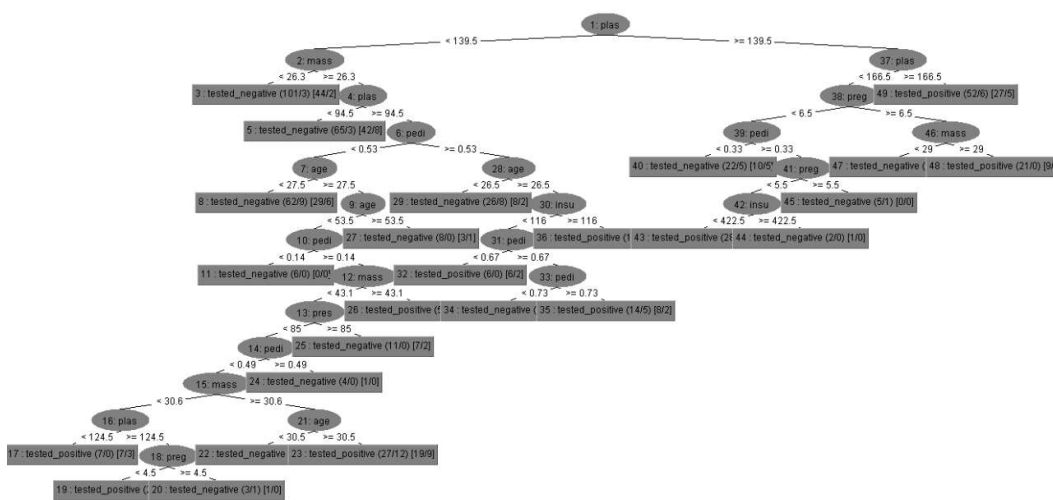 1: plas
< 139.5 >= 139.5
2: mass 37: plas
< 26.3 >= 26.3 < 166.5 >= 166.5
3 : tested_negative (101/3) [44/2] 4: plas 38: preg 49 : tested_positive (52/6) [27/5]
< 94.5 >= 94.5 < 6.5 >= 6.5
5 : tested_negative (65/3) [42/8] 6: pedi 39: pedi 46: mass
< 0.53 >= 0.53 < 0.33 >= 0.33 < 29 >= 29
7: age 28: age 40 : tested_negative (22/5) [10/5] 41: preg 47 : tested_negative ( 48 : tested_positive (21/0) [9/
< 27.5 >= 27.5 < 26.5 >= 26.5 < 5.5 >= 5.5
8 : tested_negative (62/9) [29/6] 9: age 29 : tested_negative (26/8) [8/2] 30: insu 42: insu 45 : tested_negative (5/1) [0/0]
< 53.5 >= 53.5 < 116 >= 116 < 422.5 >= 422.5
10: pedi 27 : tested_negative (8/0) [3/1] 31: pedi 36 : tested_positive (1 43 : tested_positive (28 44 : tested_negative (2/0) [1/0]
< 0.14 >= 0.14 < 0.67 >= 0.67
11 : tested_negative (6/0) [0/0] 12: mass 32 : tested_positive (6/0) [6/2] 33: pedi
< 43.1 >= 43.1 < 0.73 >= 0.73
13: pres 26 : tested_positive (5 34 : tested_negative ( 35 : tested_positive (14/5) [8/2]
< 85 >= 85
14: pedi 25 : tested_negative (11/0) [7/2]
< 0.49 >= 0.49
15: mass 24 : tested_negative (4/0) [1/0]
< 30.6 >= 30.6
16: plas 21: age
< 124.5 >= 124.5 < 30.5 >= 30.5
17 : tested_positive (7/0) [7/3] 18: preg 22 : tested_negative 23 : tested_positive (27/12) [19/9]
< 4.5 >= 4.5
19 : tested_positive ( 20 : tested_negative (3/1) [1/0]